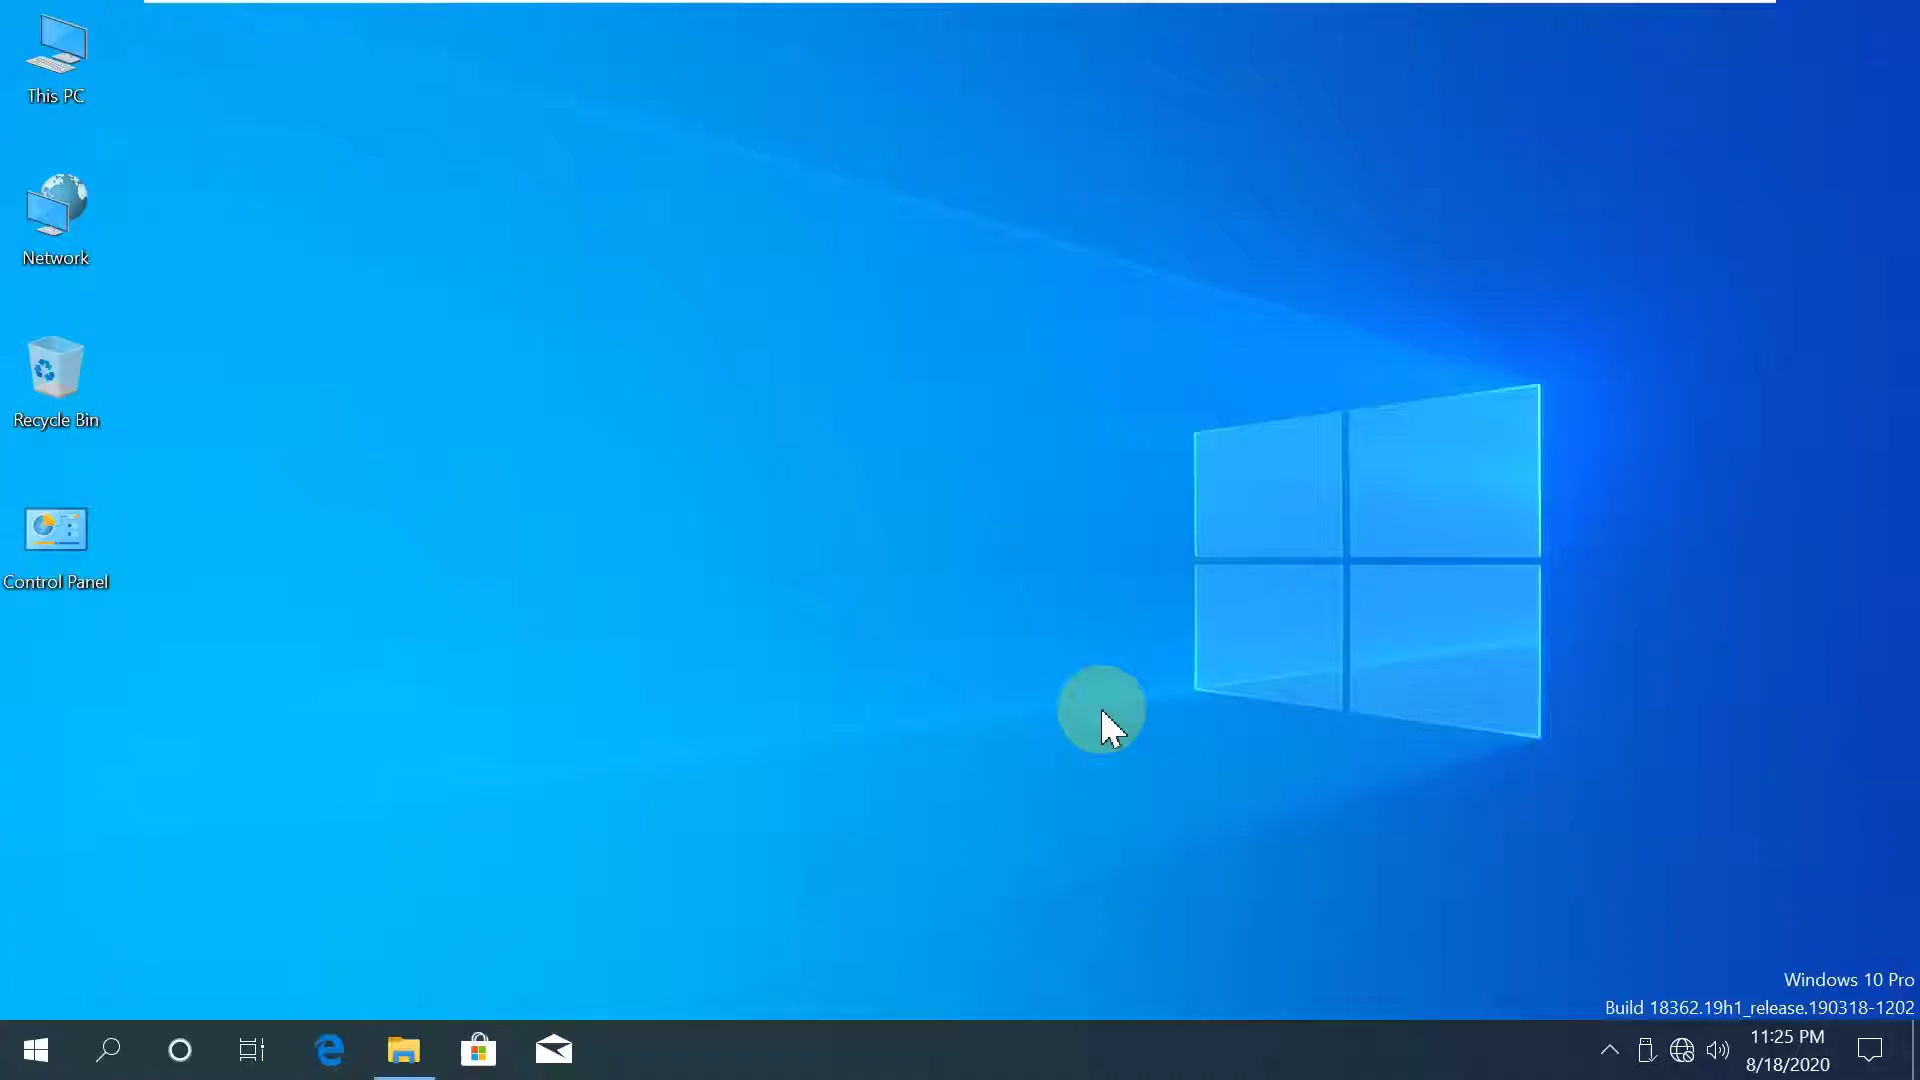 This PC
Network
Recycle Bin
Control Panel
Windows 10 Pro
Build 18362.19h1_release.190318-1202
11:25 PM
8/18/2020